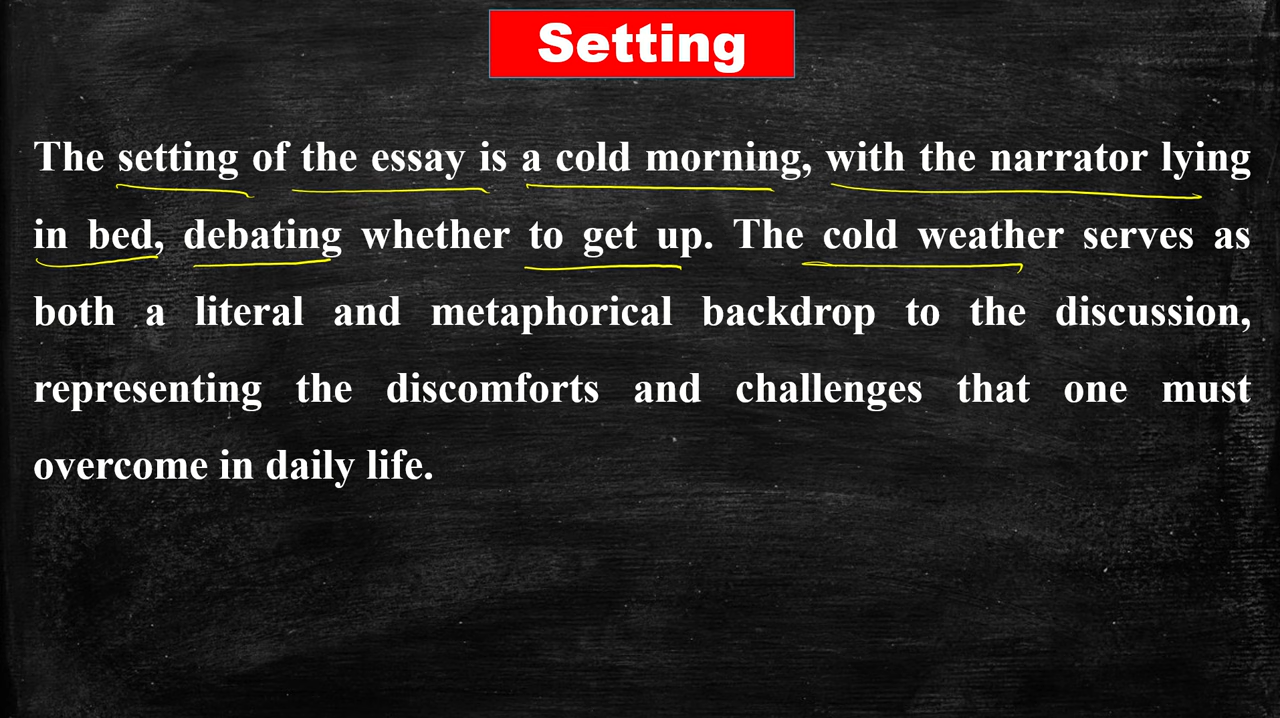 Setting
The setting of the essay is a cold morning, with the narrator lying
in bed, debating whether to get up. The cold weather serves as
both a literal and metaphorical backdrop to the discussion,
representing the discomforts and challenges that one must
overcome in daily life.